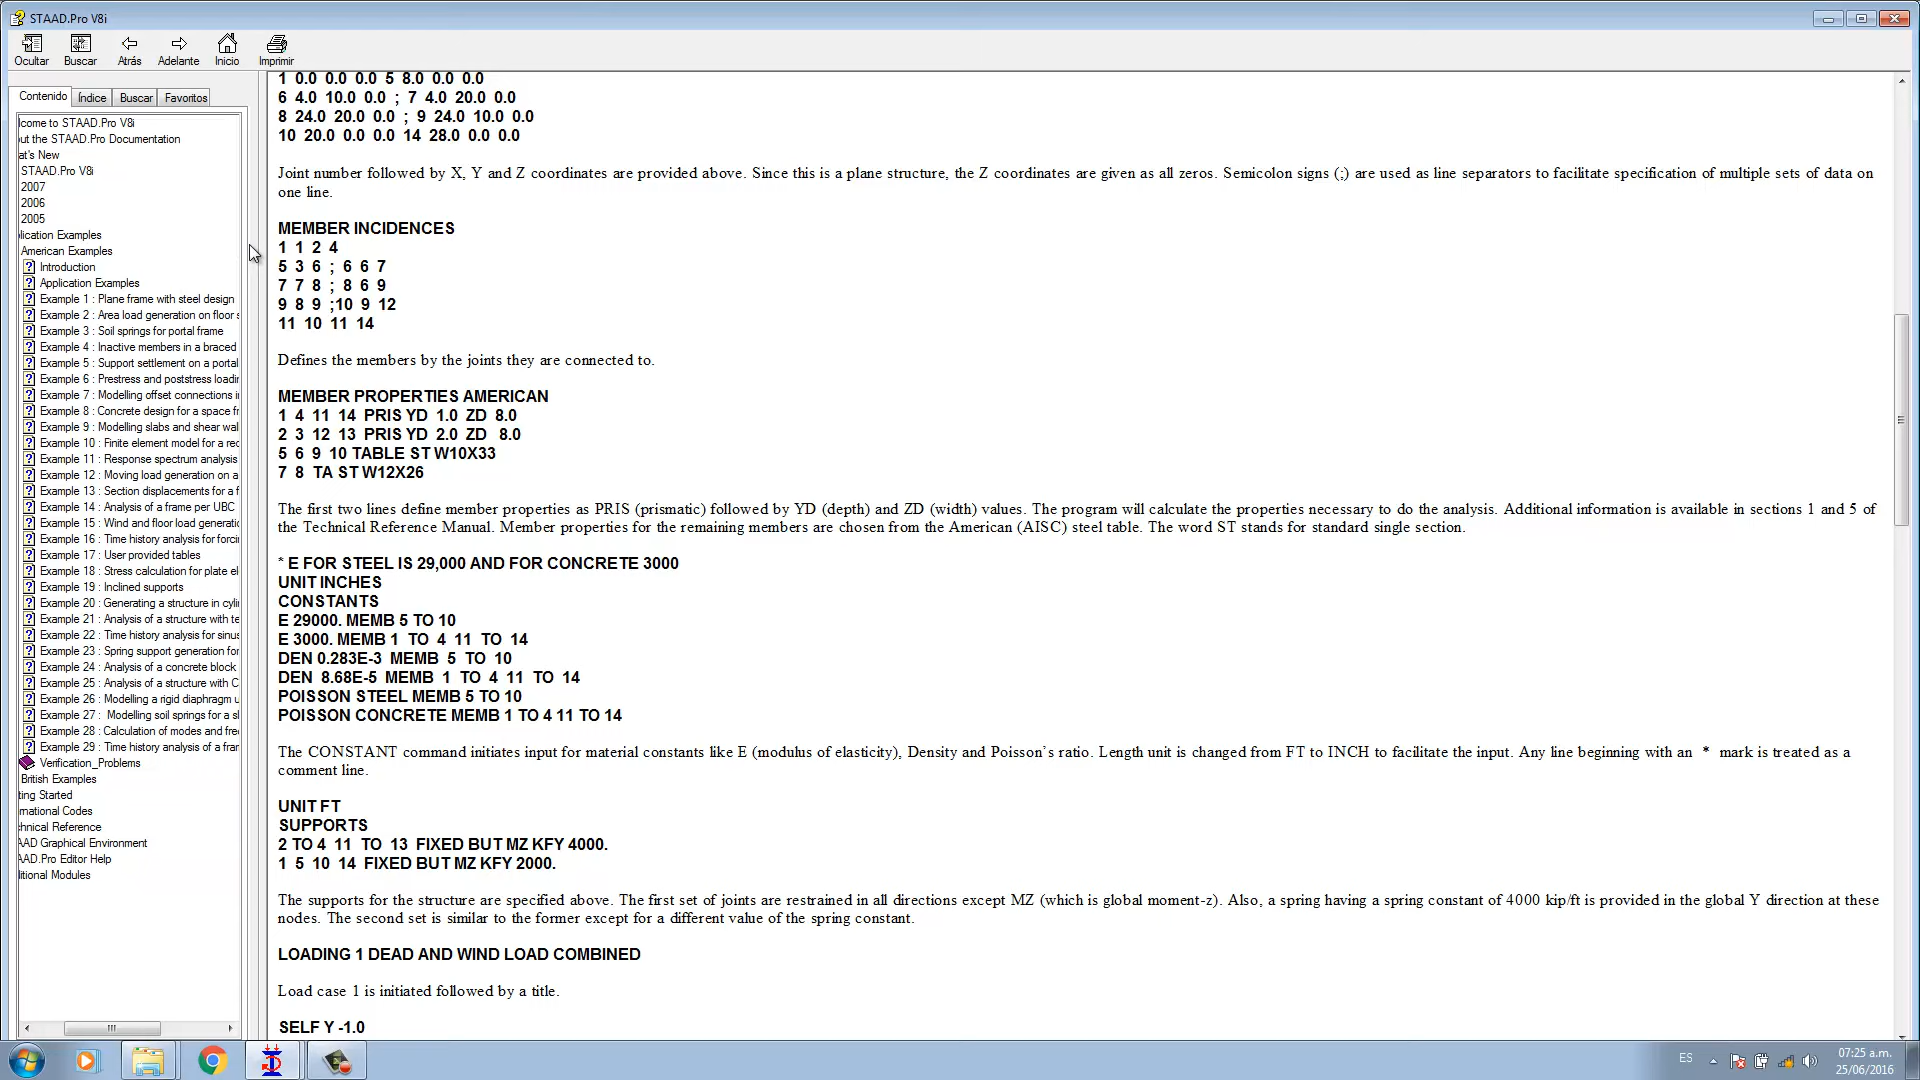 STAAD.Pro V8i
Ocultar Buscar Atrás Adelante Inicio Imprimir
Contenido Índice Buscar Favoritos
lcome to STAAD.Pro V8i
ut the STAAD.Pro Documentation
at's New
STAAD.Pro V8i
2007
2006
2005
lication Examples
American Examples
Introduction
Application Examples
Example 1 : Plane frame with steel design
Example 2 : Area load generation on floor s
Example 3 : Soil springs for portal frame
Example 4 : Inactive members in a braced
Example 5 : Support settlement on a portal
Example 6 : Prestress and poststress loadin
Example 7 : Modelling offset connections i
Example 8 : Concrete design for a space fr
Example 9 : Modelling slabs and shear wal
Example 10 : Finite element model for a rec
Example 11 : Response spectrum analysis
Example 12 : Moving load generation on a
Example 13 : Section displacements for a f
Example 14 : Analysis of a frame per UBC
Example 15 : Wind and floor load generatio
Example 16 : Time history analysis for forci
Example 17 : User provided tables
Example 18 : Stress calculation for plate el
Example 19 : Inclined supports
Example 20 : Generating a structure in cyli
Example 21 : Analysis of a structure with te
Example 22 : Time history analysis for sinus
Example 23 : Spring support generation for
Example 24 : Analysis of a concrete block
Example 25 : Analysis of a structure with C
Example 26 : Modelling a rigid diaphragm u
Example 27 : Modelling soil springs for a sl
Example 28 : Calculation of modes and fre
Example 29 : Time history analysis of a fran
Verification_Problems
British Examples
ting Started
rnational Codes
chnical Reference
AAD Graphical Environment
AAD.Pro Editor Help
litional Modules
1 0.0 0.0 0.0 5 8.0 0.0 0.0
6 4.0 10.0 0.0 ; 7 4.0 20.0 0.0
8 24.0 20.0 0.0 ; 9 24.0 10.0 0.0
10 20.0 0.0 0.0 14 28.0 0.0 0.0
Joint number followed by X, Y and Z coordinates are provided above. Since this is a plane structure, the Z coordinates are given as all zeros. Semicolon signs (;) are used as line separators to facilitate specification of multiple sets of data on
one line.
MEMBER INCIDENCES
1 1 2 4
5 3 6 ; 6 6 7
7 7 8 ; 8 6 9
9 8 9 ;10 9 12
11 10 11 14
Defines the members by the joints they are connected to.
MEMBER PROPERTIES AMERICAN
1 4 11 14 PRIS YD 1.0 ZD 8.0
2 3 12 13 PRIS YD 2.0 ZD 8.0
5 6 9 10 TABLE ST W10X33
7 8 TA ST W12X26
The first two lines define member properties as PRIS (prismatic) followed by YD (depth) and ZD (width) values. The program will calculate the properties necessary to do the analysis. Additional information is available in sections 1 and 5 of
the Technical Reference Manual. Member properties for the remaining members are chosen from the American (AISC) steel table. The word ST stands for standard single section.
* E FOR STEEL IS 29,000 AND FOR CONCRETE 3000
UNIT INCHES
CONSTANTS
E 29000. MEMB 5 TO 10
E 3000. MEMB 1 TO 4 11 TO 14
DEN 0.283E-3 MEMB 5 TO 10
DEN 8.68E-5 MEMB 1 TO 4 11 TO 14
POISSON STEEL MEMB 5 TO 10
POISSON CONCRETE MEMB 1 TO 4 11 TO 14
The CONSTANT command initiates input for material constants like E (modulus of elasticity), Density and Poisson's ratio. Length unit is changed from FT to INCH to facilitate the input. Any line beginning with an * mark is treated as a
comment line.
UNIT FT
SUPPORTS
2 TO 4 11 TO 13 FIXED BUT MZ KFY 4000.
1 5 10 14 FIXED BUT MZ KFY 2000.
The supports for the structure are specified above. The first set of joints are restrained in all directions except MZ (which is global moment-z). Also, a spring having a spring constant of 4000 kip/ft is provided in the global Y direction at these
nodes. The second set is similar to the former except for a different value of the spring constant.
LOADING 1 DEAD AND WIND LOAD COMBINED
Load case 1 is initiated followed by a title.
SELF Y -1.0
ES
07:25 a.m.
25/06/2016